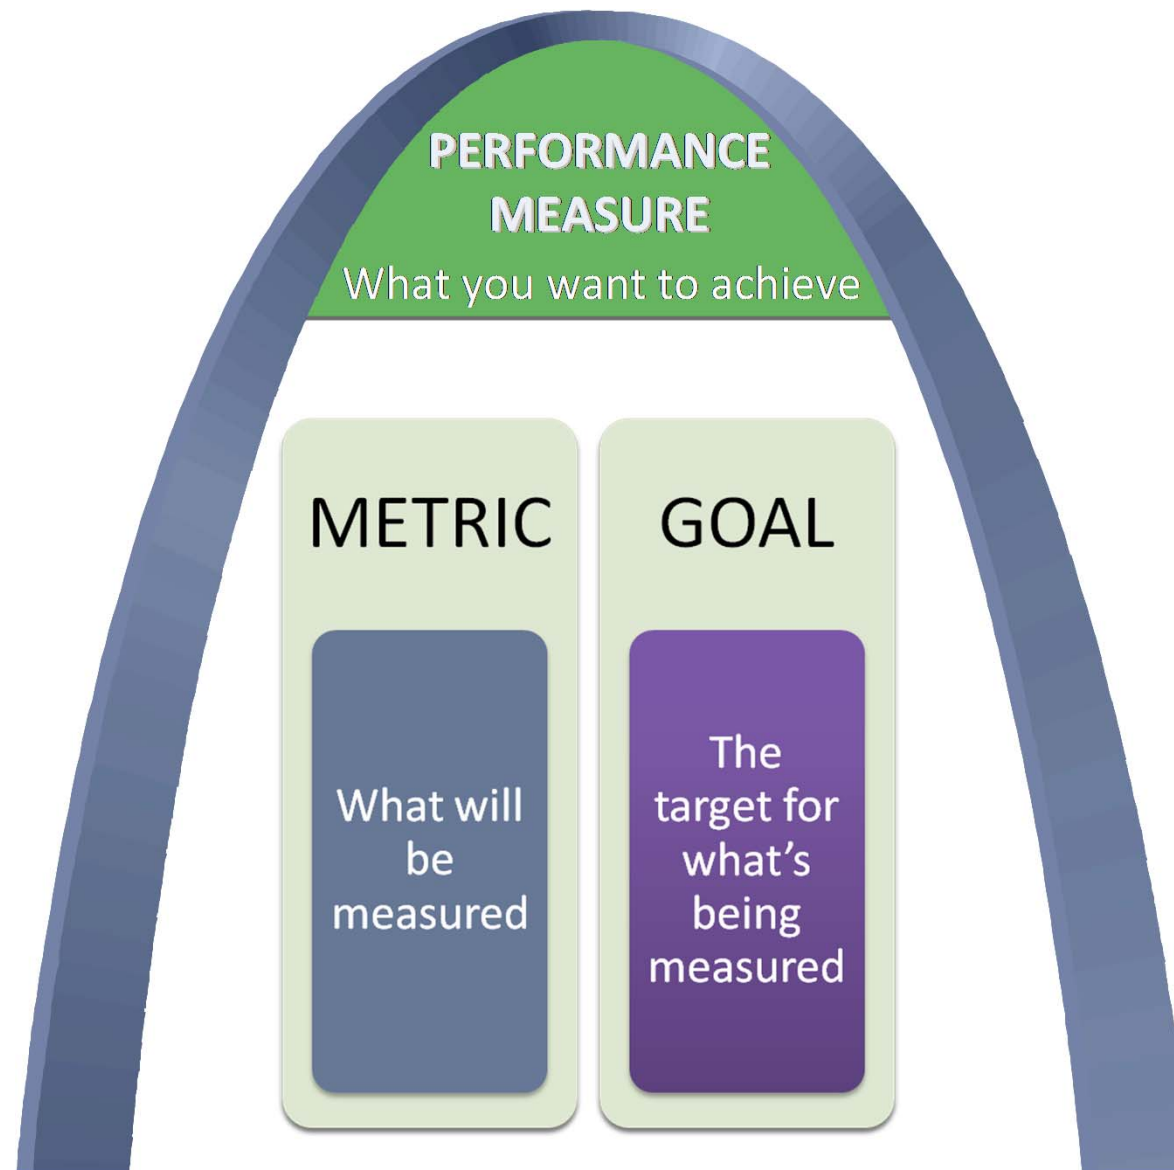 PERFORMANCE
MEASURE
What you want to achieve
METRIC
What will
be
measured
GOAL
The
target for
what’s
being
measured